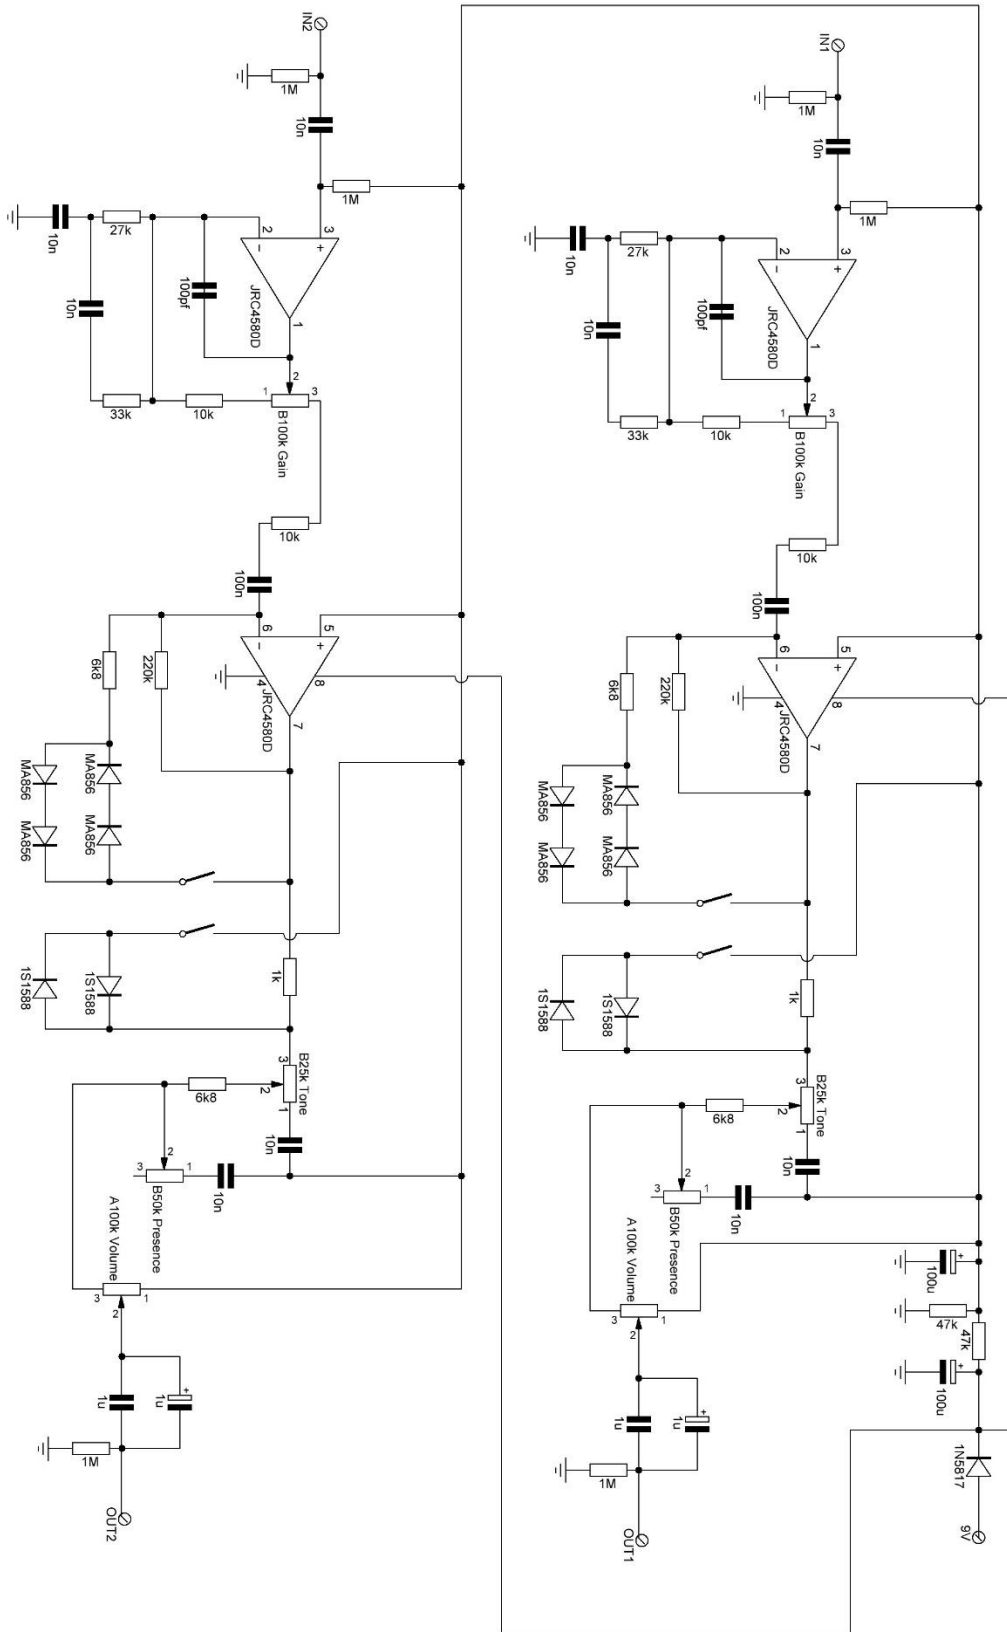 IN1
1M
10n
1M
3
+
2
−
JRC4580D
1
27k
10n
10n
100pf
33k
10k
1
2
3
B100k Gain
10k
100n
6
−
5
+
4
8
JRC4580D
7
6k8
220k
MA856
MA856
MA856
MA856
1S1588
1S1588
1k
3
2
1
B25k Tone
6k8
10n
2
3
1
B50k Presence
10n
A100k Volume
3
2
1
1u
+
1u
1M
OUT1
+
100u
47k
47k
+
100u
1N5817
9V
IN2
1M
10n
1M
3
+
2
−
JRC4580D
1
27k
10n
10n
100pf
33k
10k
1
2
3
B100k Gain
10k
100n
6
−
5
+
4
8
JRC4580D
7
6k8
220k
MA856
MA856
MA856
MA856
1S1588
1S1588
1k
3
2
1
B25k Tone
6k8
10n
2
3
1
B50k Presence
10n
A100k Volume
3
2
1
1u
+
1u
1M
OUT2